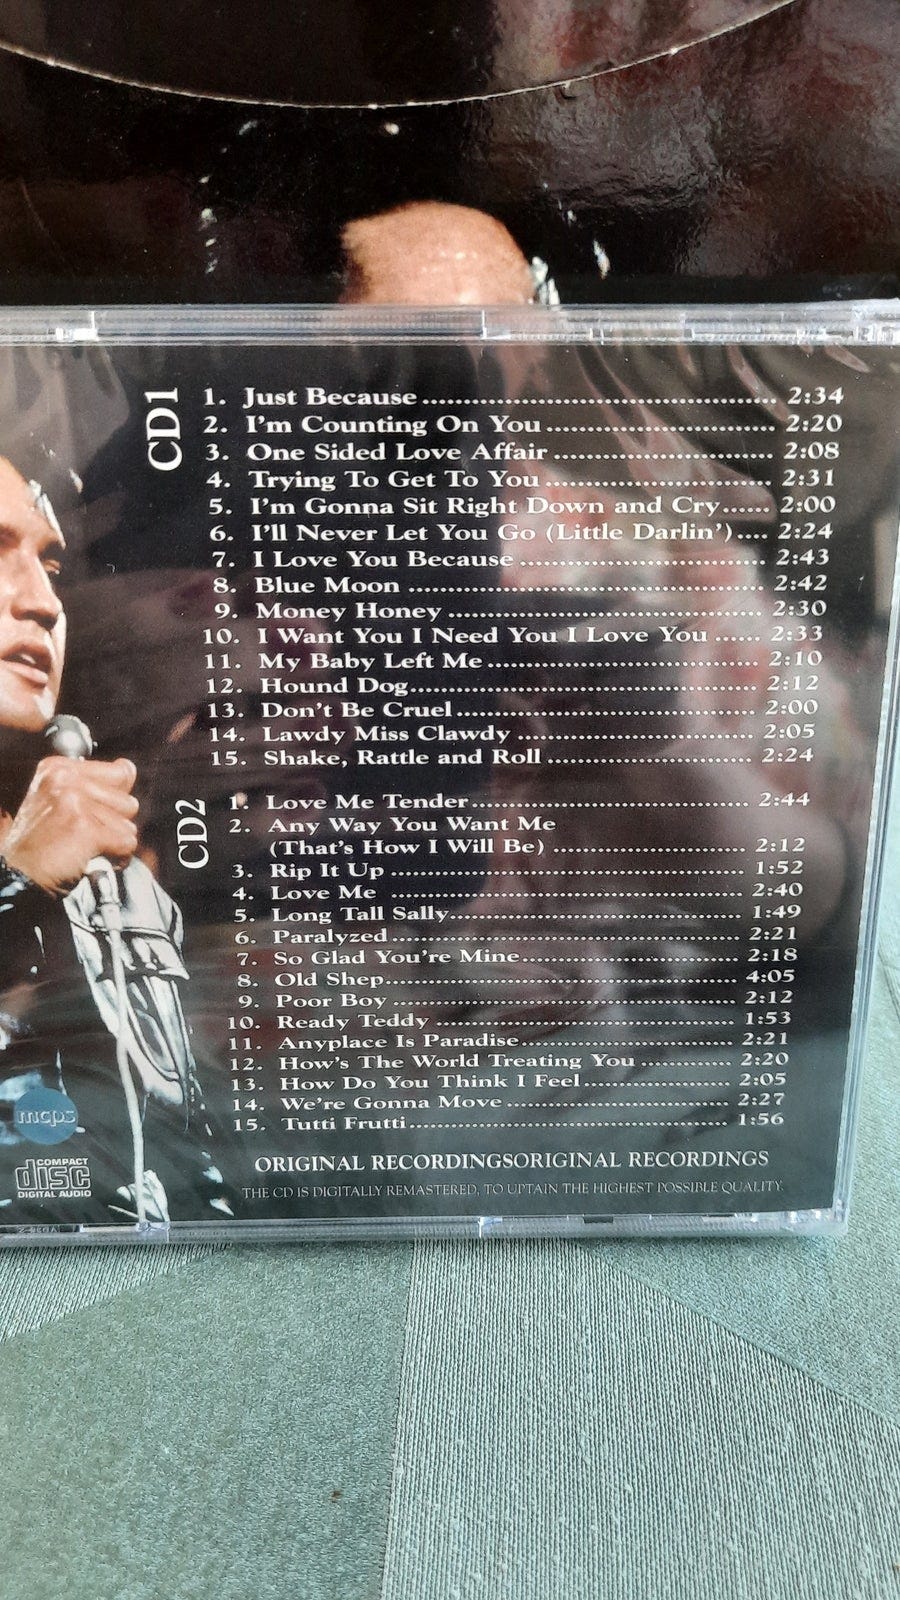 CD1
1. Just Because 2:34
2. I'm Counting On You 2:20
3. One Sided Love Affair 2:08
4. Trying To Get To You 2:31
5. I'm Gonna Sit Right Down and Cry 2:00
6. I'll Never Let You Go (Little Darlin') 2:24
7. I Love You Because 2:43
8. Blue Moon 2:42
9. Money Honey 2:30
10. I Want You I Need You I Love You 2:33
11. My Baby Left Me 2:10
12. Hound Dog 2:12
13. Don't Be Cruel 2:00
14. Lawdy Miss Clawdy 2:05
15. Shake, Rattle and Roll 2:24
CD2
1. Love Me Tender 2:44
2. Any Way You Want Me
(That's How I Will Be) 2:12
3. Rip It Up 1:52
4. Love Me 2:40
5. Long Tall Sally 1:49
6. Paralyzed 2:21
7. So Glad You're Mine 2:18
8. Old Shep 4:05
9. Poor Boy 2:12
10. Ready Teddy 1:53
11. Anyplace Is Paradise 2:21
12. How's The World Treating You 2:20
13. How Do You Think I Feel 2:05
14. We're Gonna Move 2:27
15. Tutti Frutti 1:56
mcps
COMPACT
disc
DIGITAL AUDIO
ORIGINAL RECORDINGSORIGINAL RECORDINGS
THE CD IS DIGITALLY REMASTERED, TO UPTAIN THE HIGHEST POSSIBLE QUALITY.